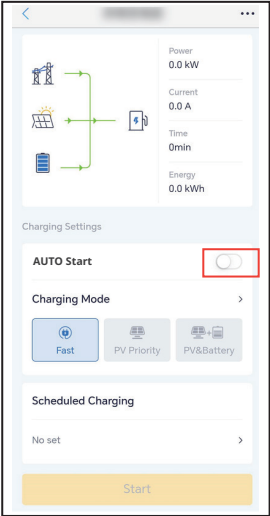 Power
0.0 kW
Current
0.0 A
Time
0min
Energy
0.0 kWh
Charging Settings
AUTO Start
Charging Mode
Fast
PV Priority
PV&Battery
Scheduled Charging
No set
Start